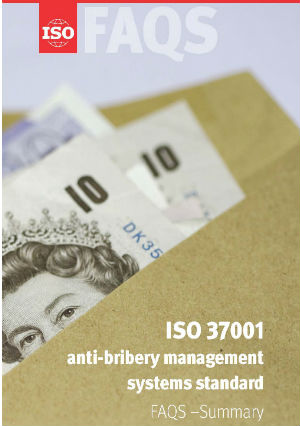 ISO
FAQS
10
10
DK35
ISO 37001
anti-bribery management
systems standard
FAQS –Summary